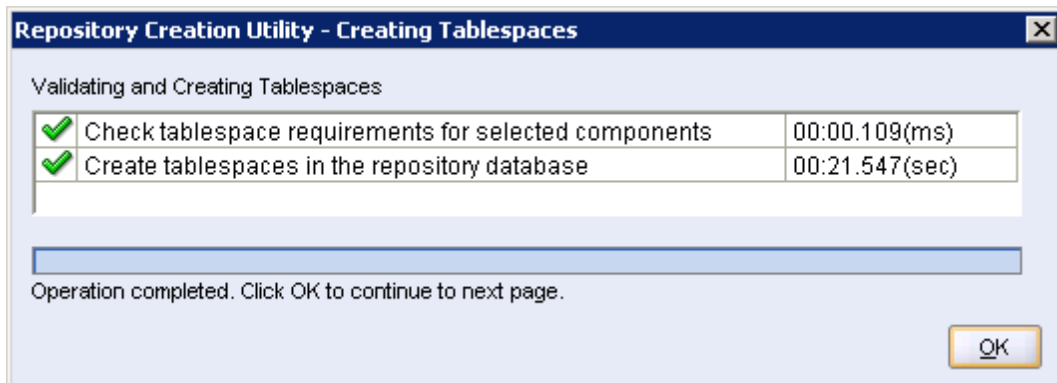 Repository Creation Utility - Creating Tablespaces
Validating and Creating Tablespaces
Check tablespace requirements for selected components 00:00.109(ms)
Create tablespaces in the repository database 00:21.547(sec)
Operation completed. Click OK to continue to next page.
OK